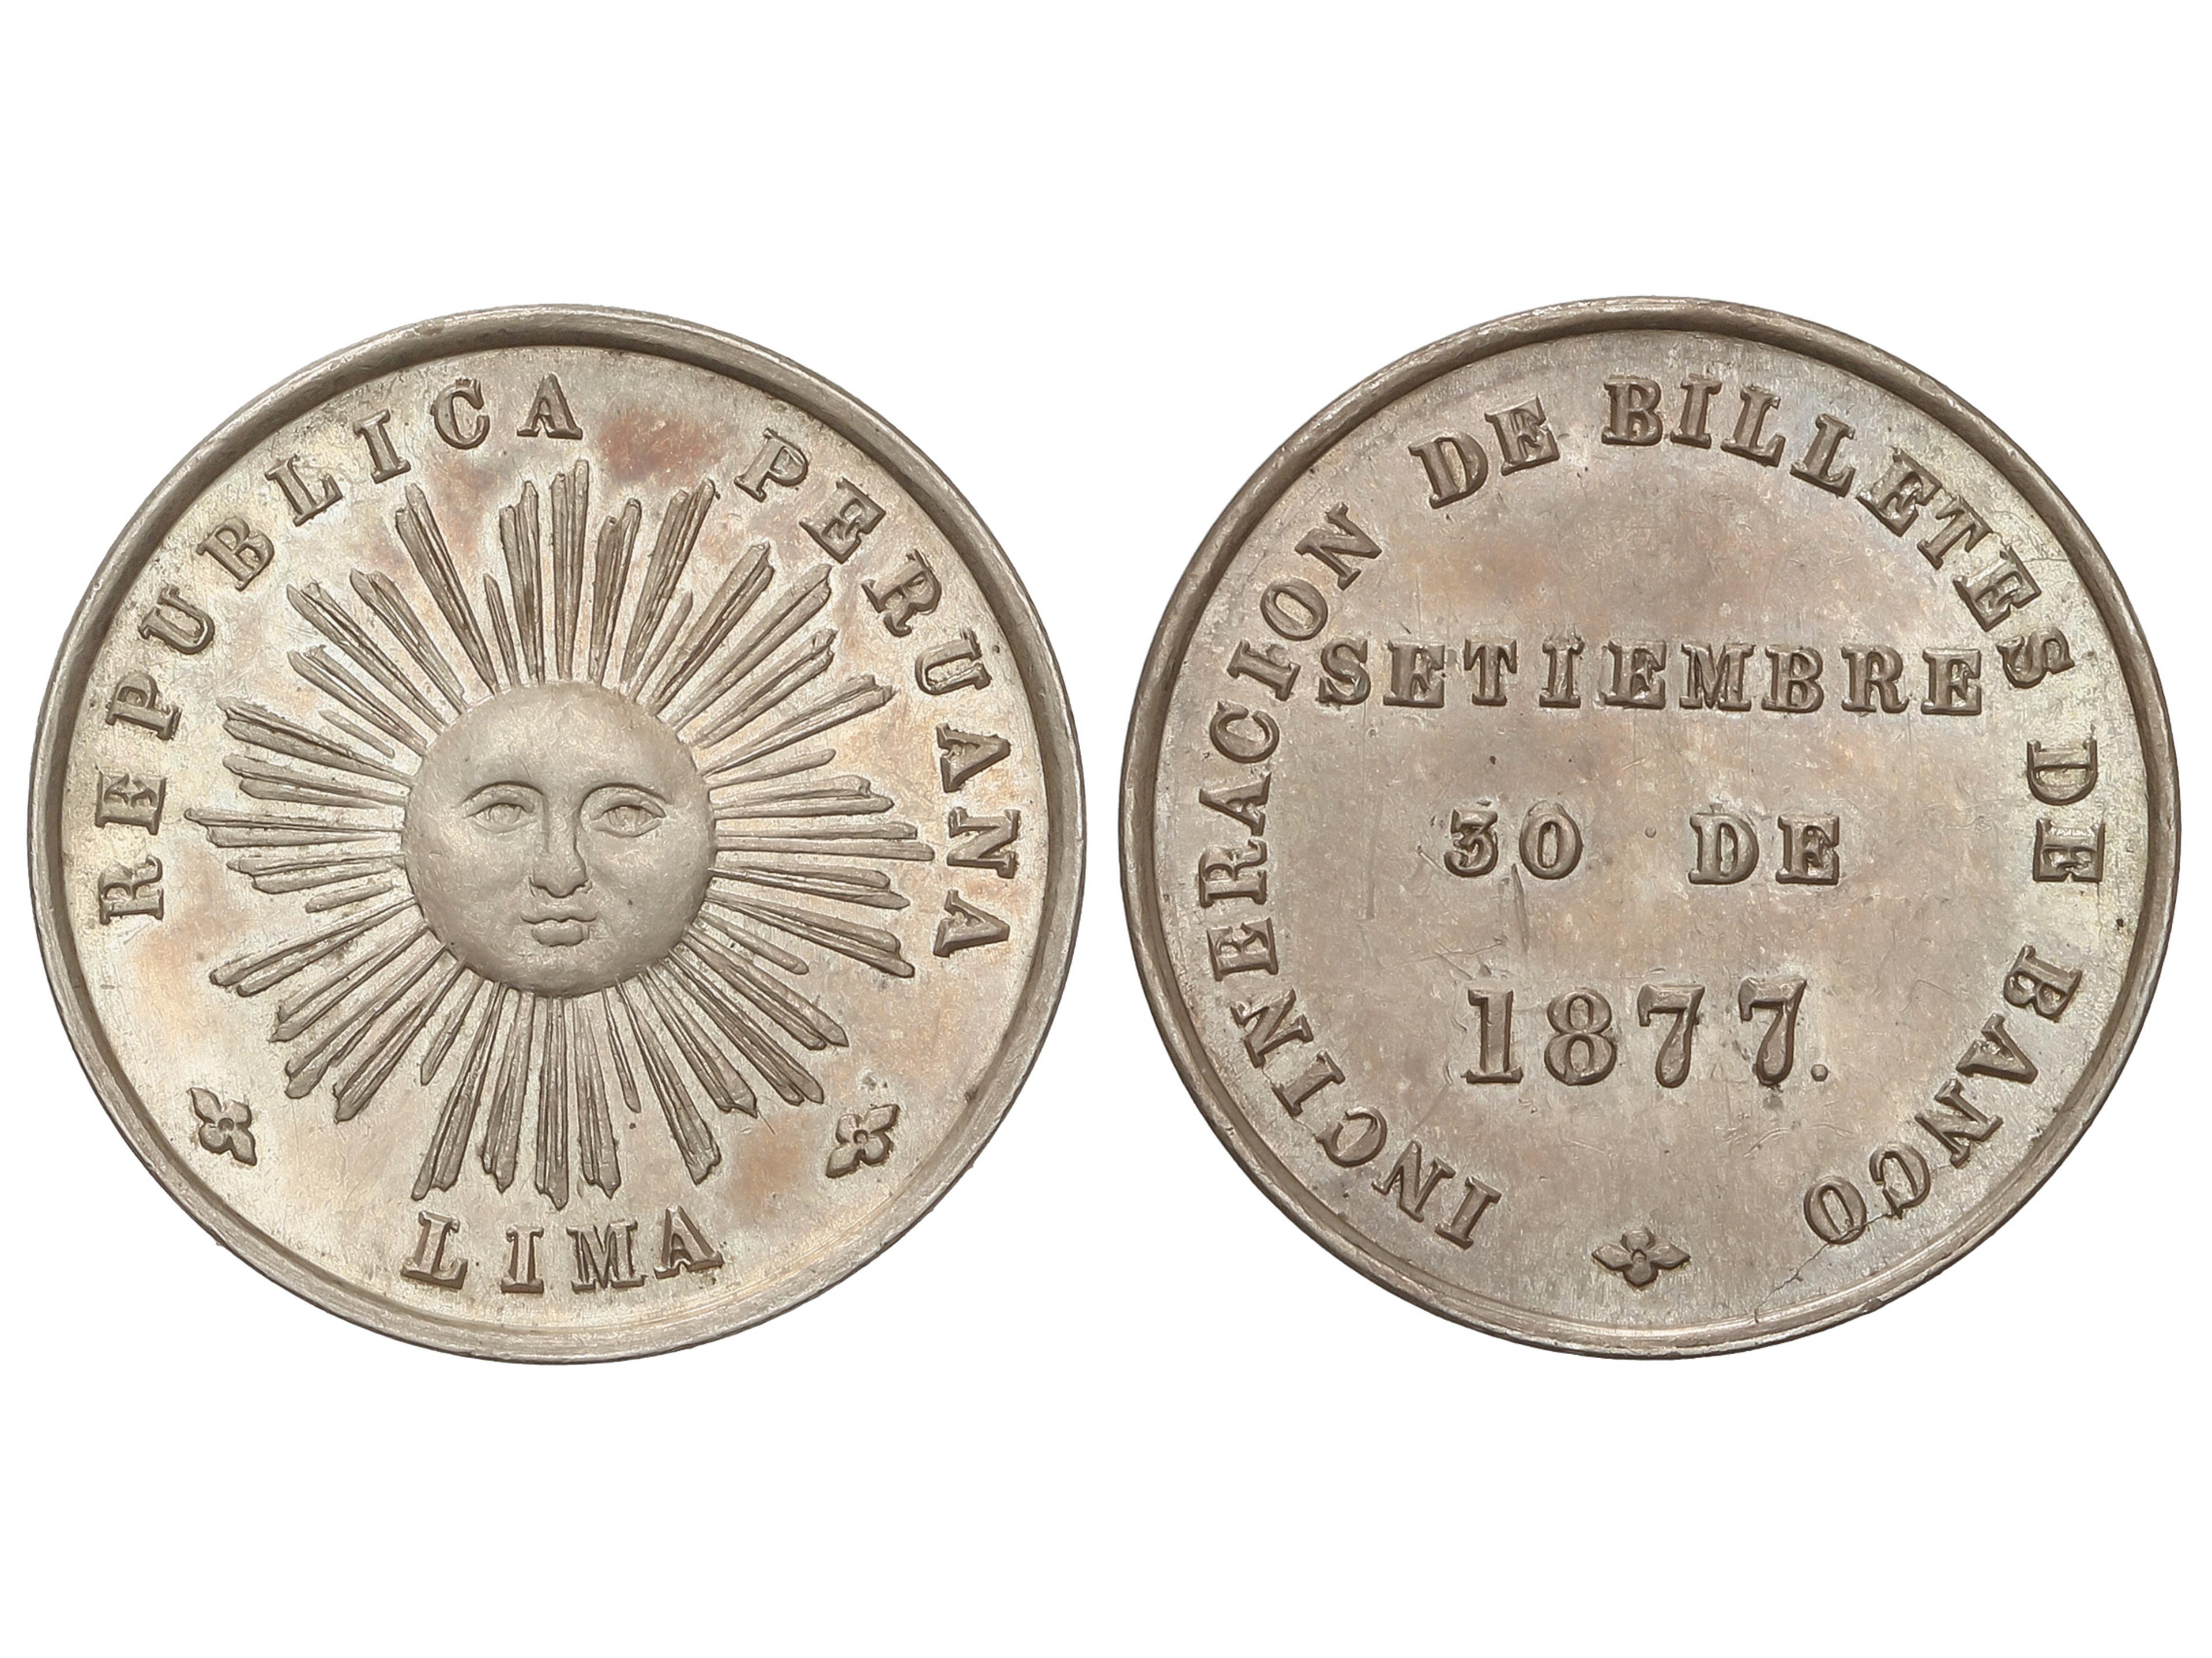 REPUBLICA PERUANA
LIMA
INCINERACION DE BILLETES DE BANCO
SETIEMBRE
30 DE
1877.